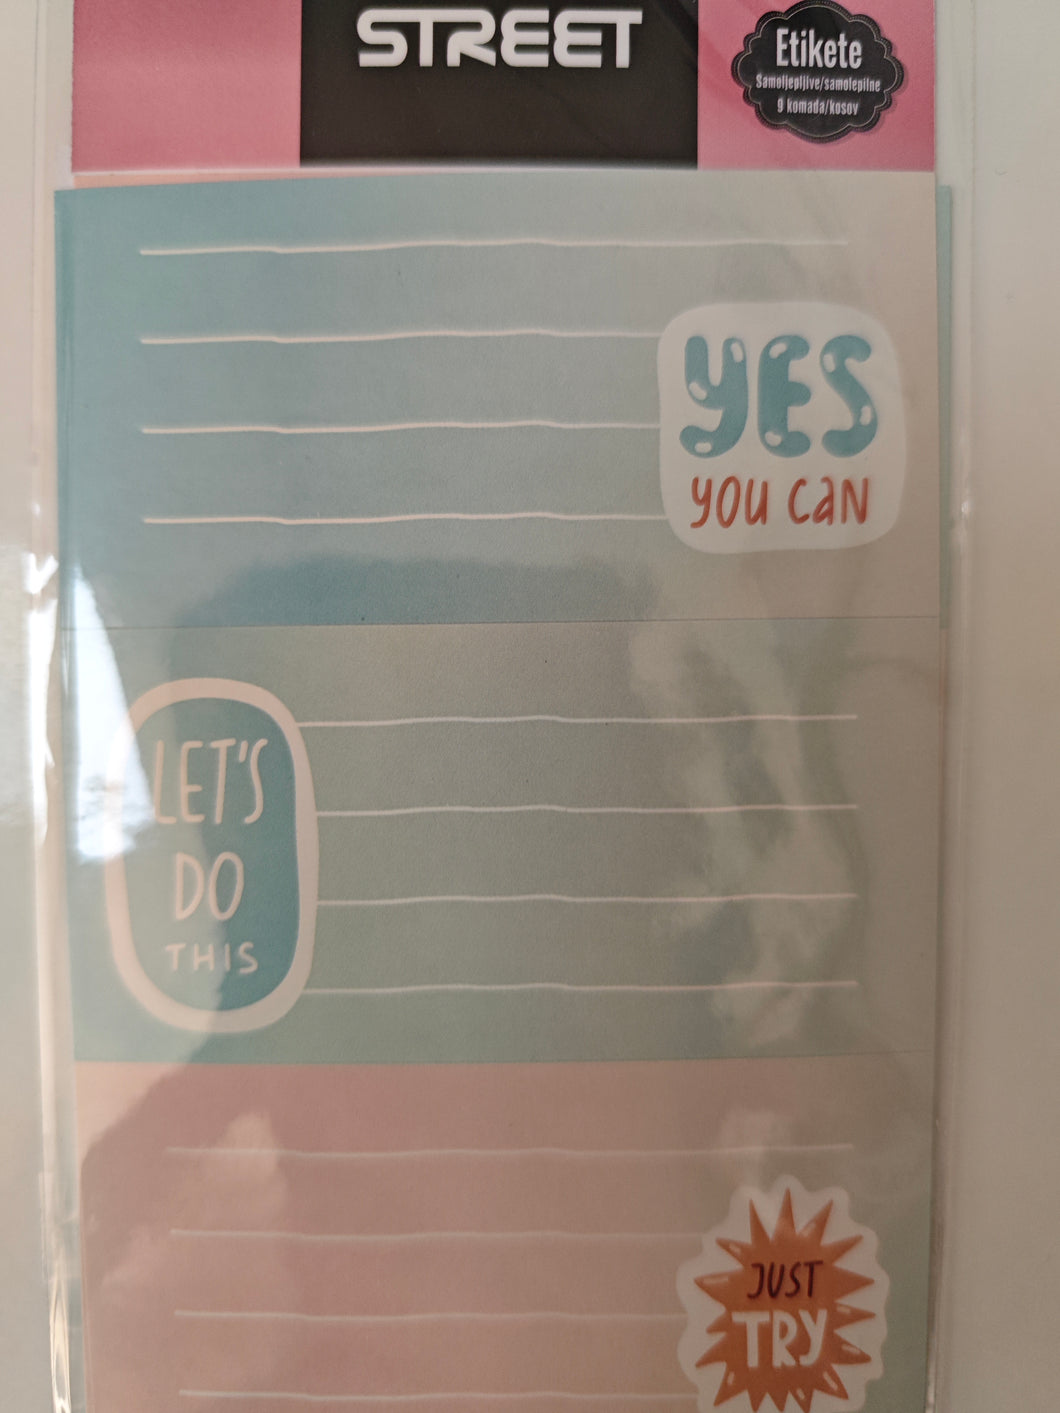 STREET
Etikete
Samoljepljive/samolepilne
9 komada/kosov
YES
YOU CAN
LET'S
DO
THIS
JUST
TRY